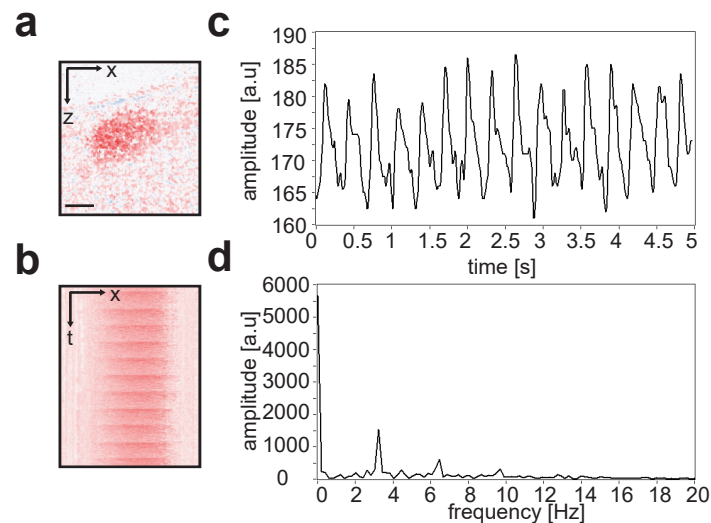 a
x
z
b
x
t
c
amplitude [a.u]
190
185
180
175
170
165
160
0 0.5 1 1.5 2 2.5 3 3.5 4 4.5 5
time [s]
d
amplitude [a.u]
6000
5000
4000
3000
2000
1000
0
0 2 4 6 8 10 12 14 16 18 20
frequency [Hz]